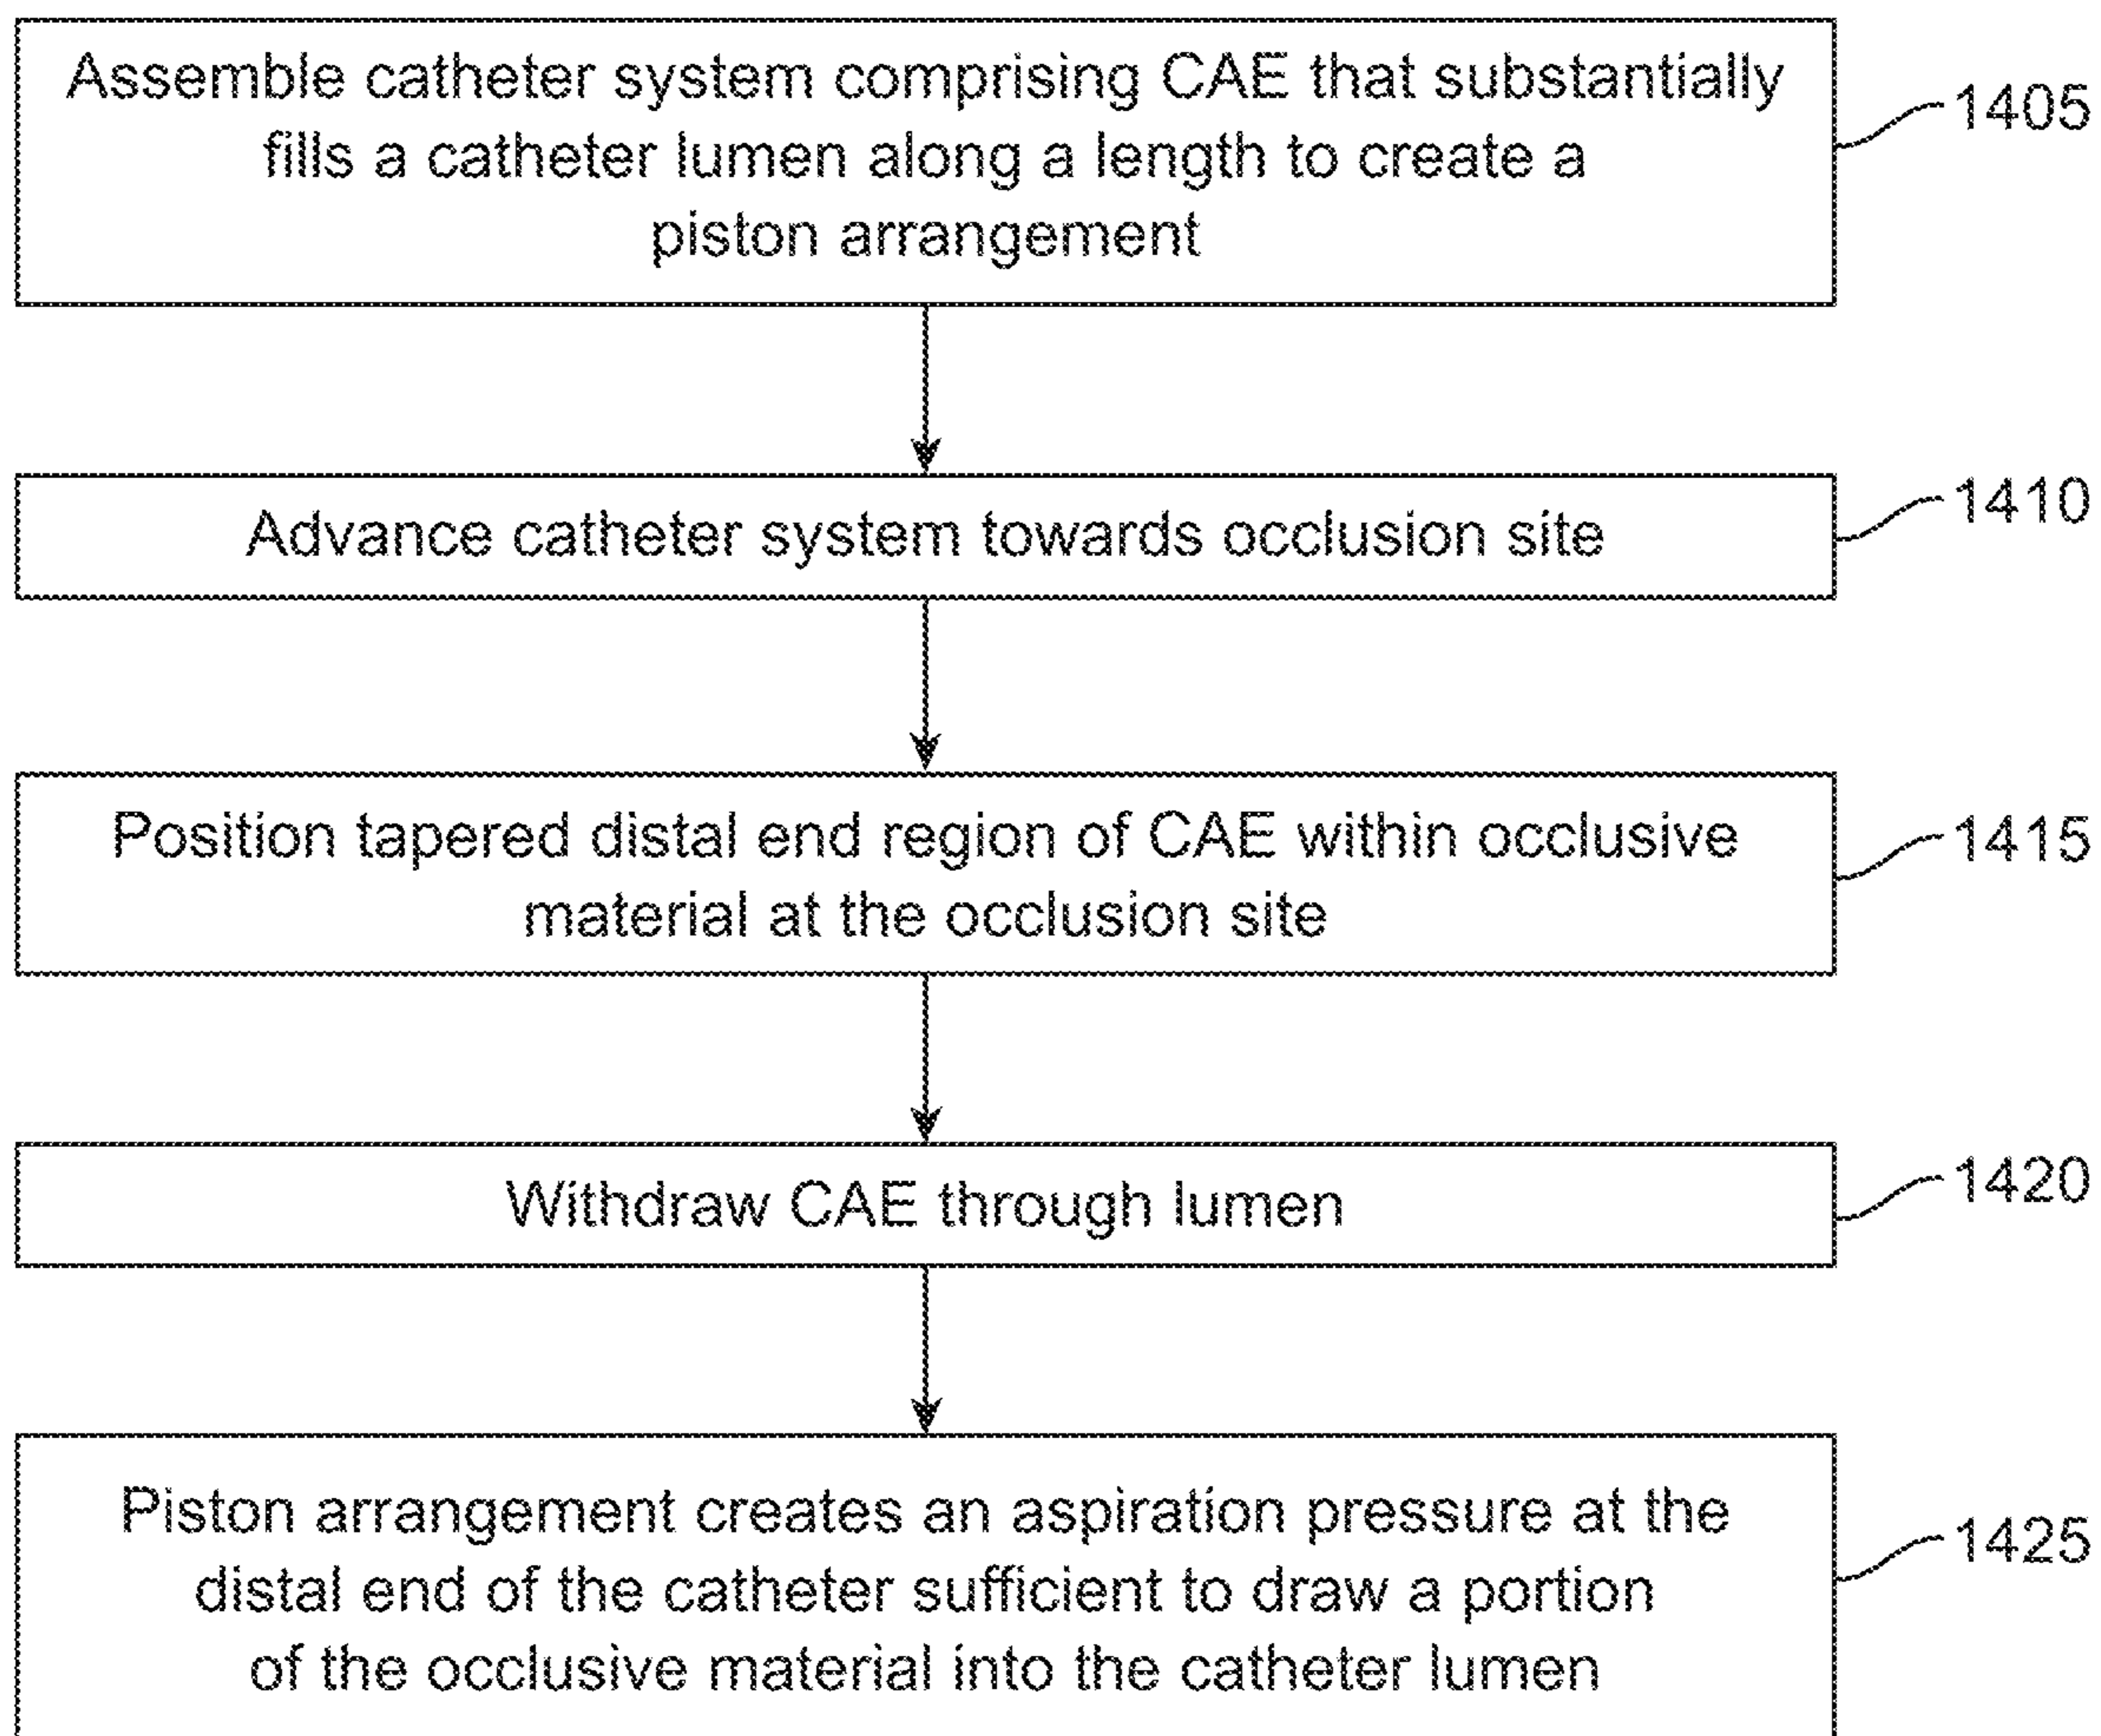 Assemble catheter system comprising CAE that substantially
fills a catheter lumen along a length to create a
piston arrangement
1405
Advance catheter system towards occlusion site
1410
Position tapered distal end region of CAE within occlusive
material at the occlusion site
1415
Withdraw CAE through lumen
1420
Piston arrangement creates an aspiration pressure at the
distal end of the catheter sufficient to draw a portion
of the occlusive material into the catheter lumen
1425